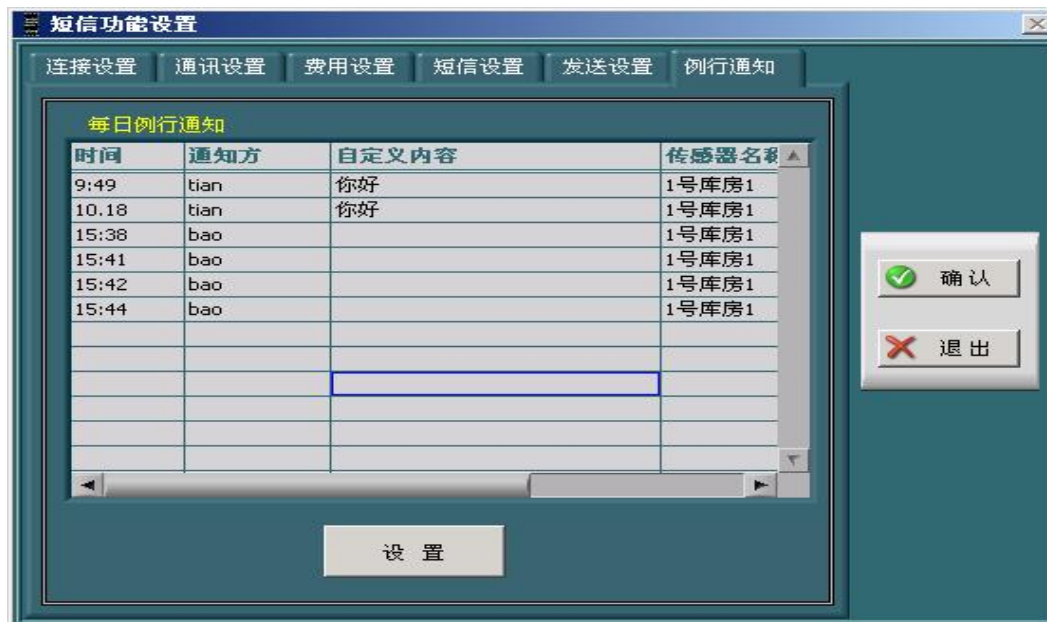 短信功能设置
连接设置 通讯设置 费用设置 短信设置 发送设置 例行通知
每日例行通知
时间 通知方 自定义内容 传感器名称
9:49 tian 你好 1号库房1
10.18 tian 你好 1号库房1
15:38 bao 1号库房1
15:41 bao 1号库房1
15:42 bao 1号库房1
15:44 bao 1号库房1
确认
退出
设置